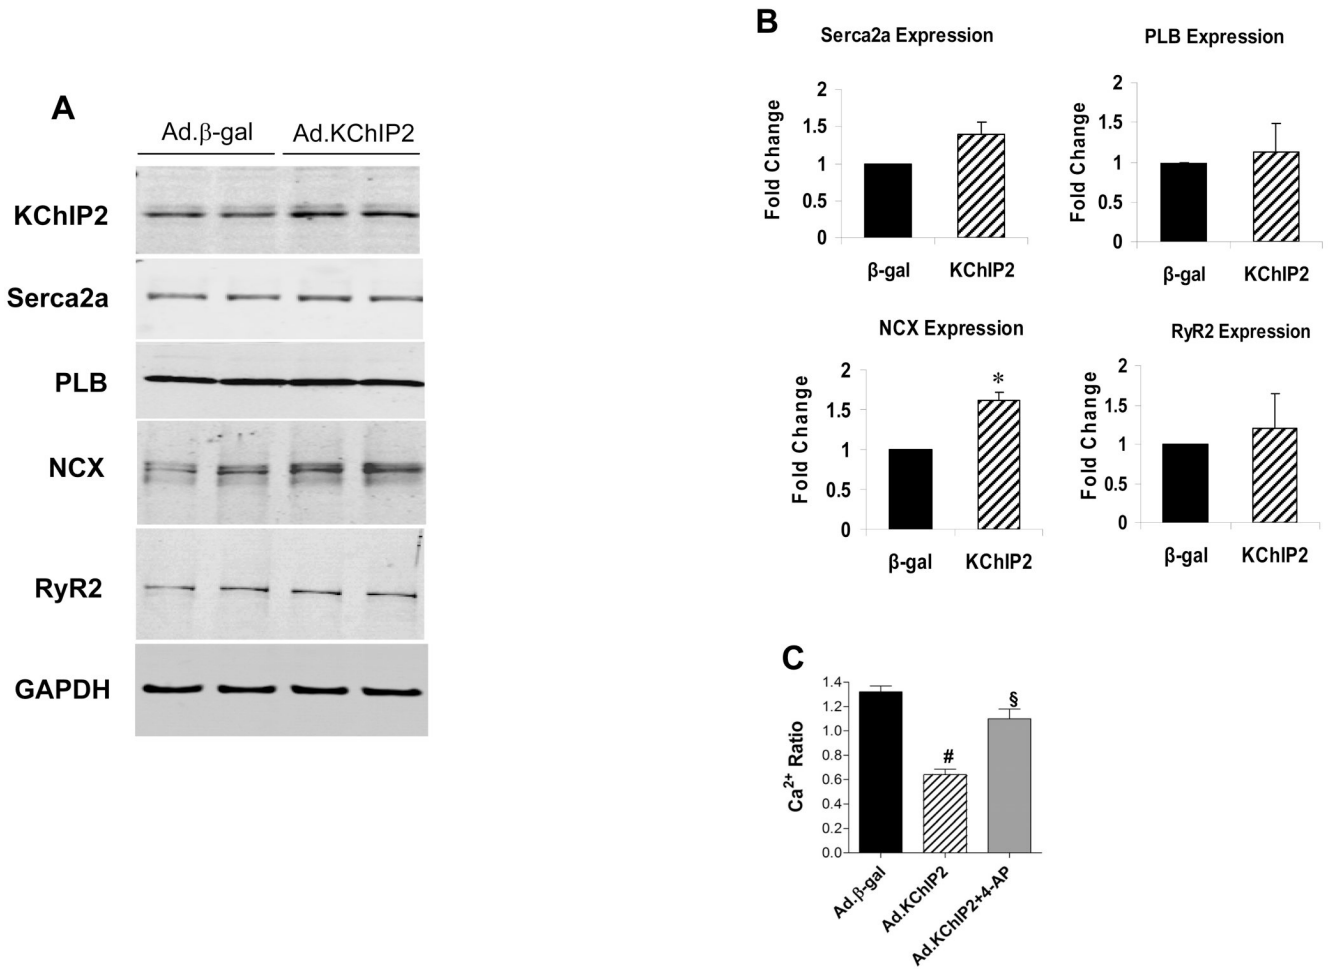 A
Ad.β-gal Ad.KChIP2
KChIP2
Serca2a
PLB
NCX
RyR2
GAPDH
B
Serca2a Expression
Fold Change
2
1.5
1
0.5
0
β-gal KChIP2
PLB Expression
Fold Change
2
1.5
1
0.5
0
β-gal KChIP2
NCX Expression
Fold Change
2
1.5
1
0.5
0
*
β-gal KChIP2
RyR2 Expression
Fold Change
2
1.5
1
0.5
0
β-gal KChIP2
C
Ca2+ Ratio
1.4
1.2
1.0
0.8
0.6
0.4
0.2
0.0
#
§
Ad.β-gal
Ad.KChIP2
Ad.KChIP2+4-AP